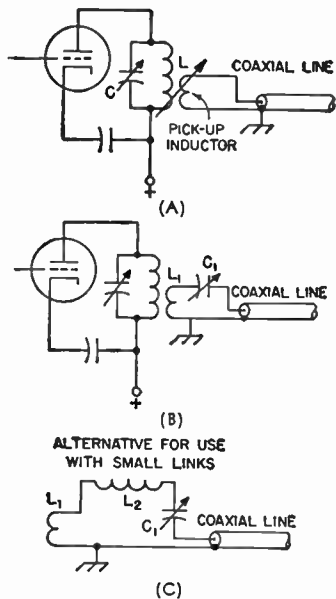 C
L
COAXIAL LINE
PICK-UP
INDUCTOR
+
(A)
L₁
C₁
COAXIAL LINE
+
(B)
ALTERNATIVE FOR USE
WITH SMALL LINKS
L₁
L₂
C₁
COAXIAL LINE
(C)